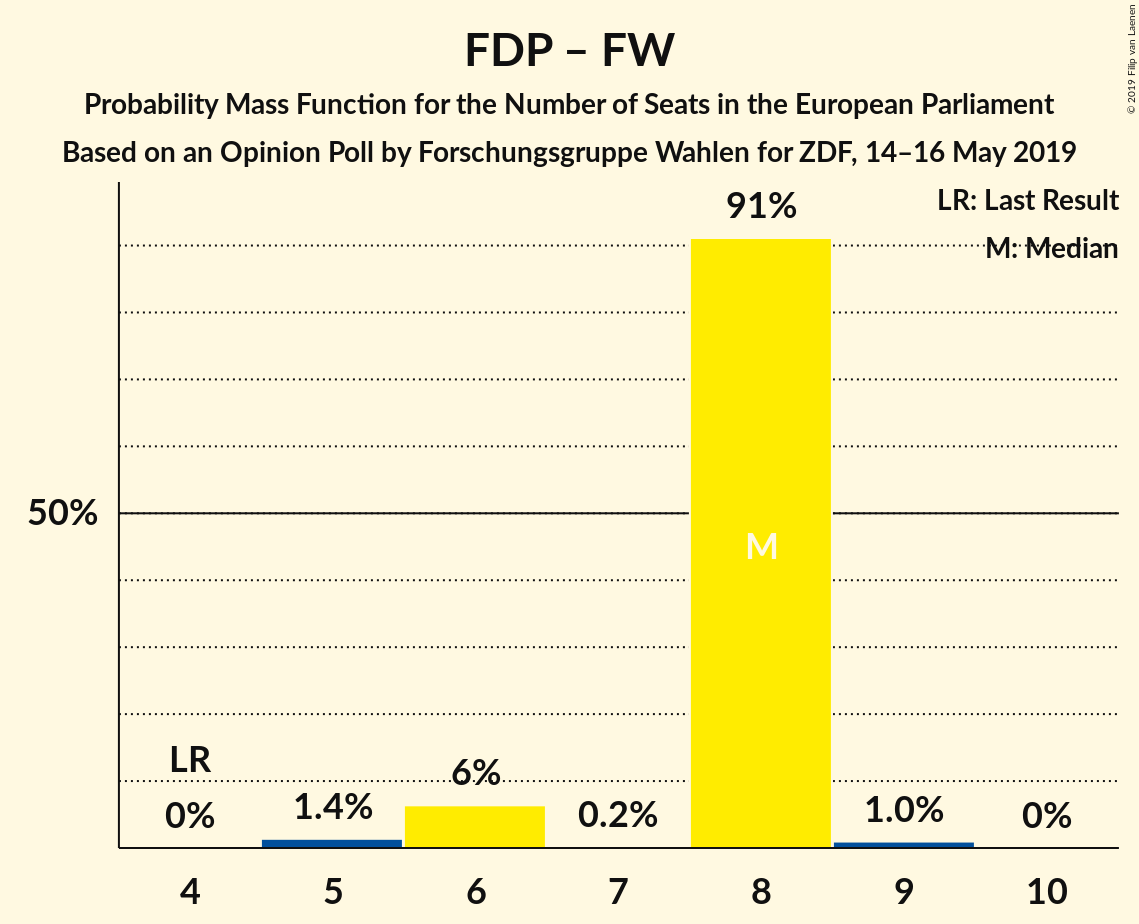 FDP – FW
Probability Mass Function for the Number of Seats in the European Parliament
Based on an Opinion Poll by Forschungsgruppe Wahlen for ZDF, 14–16 May 2019
© 2019 Filip van Laenen
LR: Last Result
M: Median
91%
50%
M
LR
0%
1.4%
6%
0.2%
1.0%
0%
4 5 6 7 8 9 10